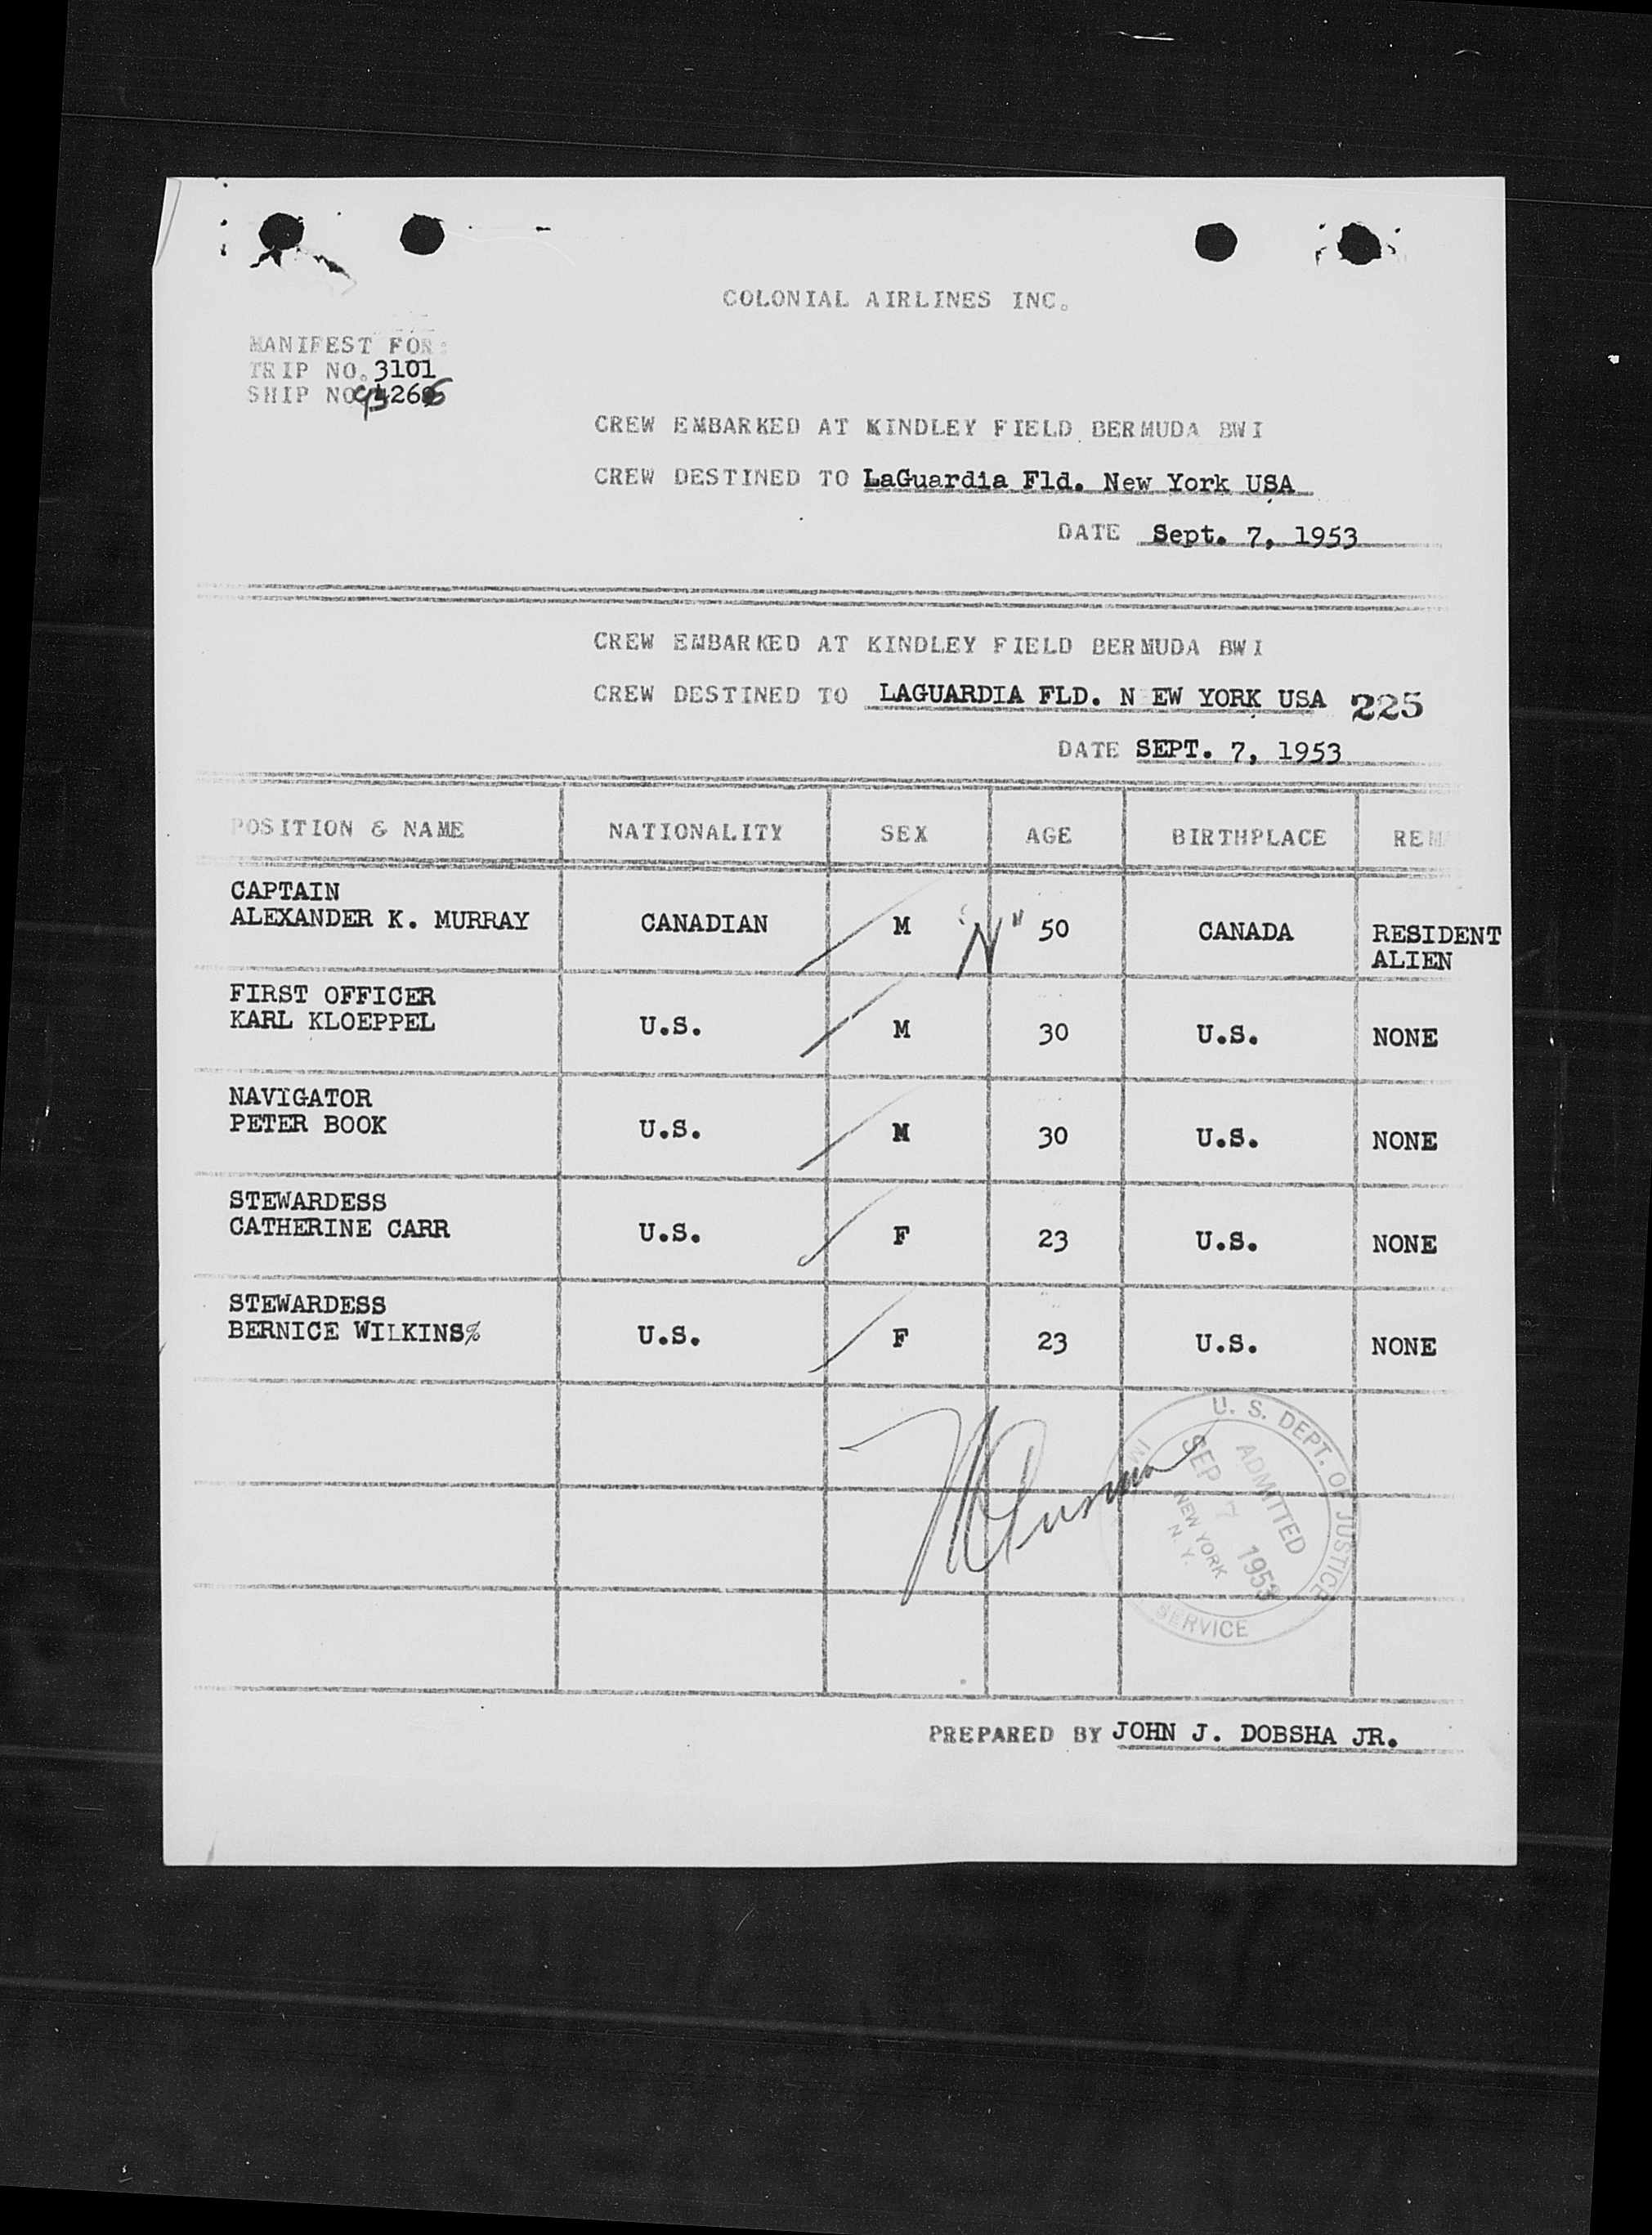 COLONIAL AIRLINES INC.
MANIFEST FOR:
TRIP NO. 3101
SHIP NO.
CREW EMBARKED AT KINDLEY FIELD BERMUDA BWI
CREW DESTINED TO LaGuardia Fld. New York USA
DATE Sept. 7, 1953
CREW EMBARKED AT KINDLEY FIELD BERMUDA BWI
CREW DESTINED TO LAGUARDIA FLD. N EW YORK USA 225
DATE SEPT. 7, 1953
POSITION & NAME NATIONALITY SEX AGE BIRTHPLACE REM
CAPTAIN
ALEXANDER K. MURRAY CANADIAN M "N" 50 CANADA RESIDENT
ALIEN
FIRST OFFICER
KARL KLOEPPEL U.S. M 30 U.S. NONE
NAVIGATOR
PETER BOOK U.S. M 30 U.S. NONE
STEWARDESS
CATHERINE CARR U.S. F 23 U.S. NONE
STEWARDESS
BERNICE WILKINS% U.S. F 23 U.S. NONE
U. S. DEPT. OF JUSTICE
ADMITTED
SEP 7 1953
NEW YORK
N. Y.
SERVICE
PREPARED BY JOHN J. DOBSHA JR.